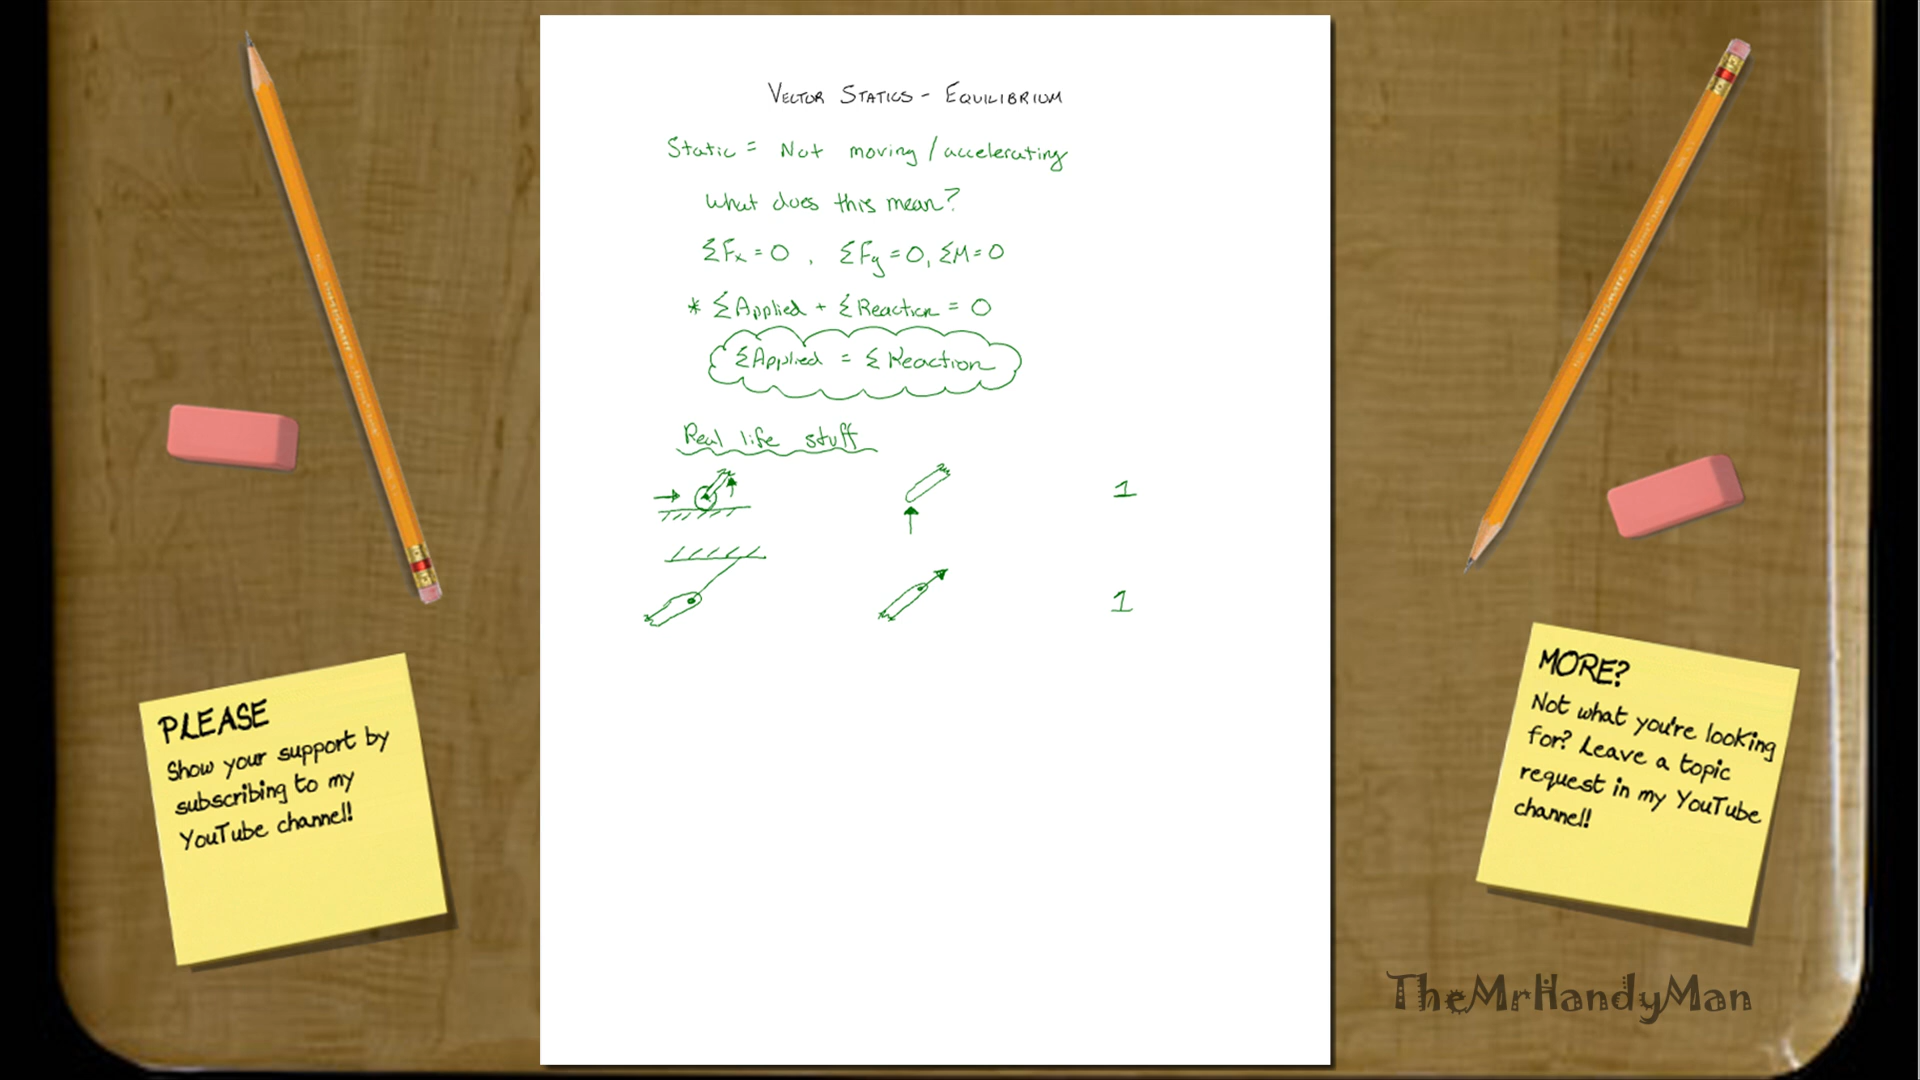 VECTOR STATICS - EQUILIBRIUM
Static = Not moving / accelerating
What does this mean?
ΣFx = 0, ΣFy = 0, ΣM = 0
* ΣApplied + ΣReaction = 0
ΣApplied = ΣReaction
Real life stuff
1
1
PLEASE
Show your support by
subscribing to my
YouTube channel!
MORE?
Not what you're looking
for? Leave a topic
request in my YouTube
channel!
TheMrHandyMan